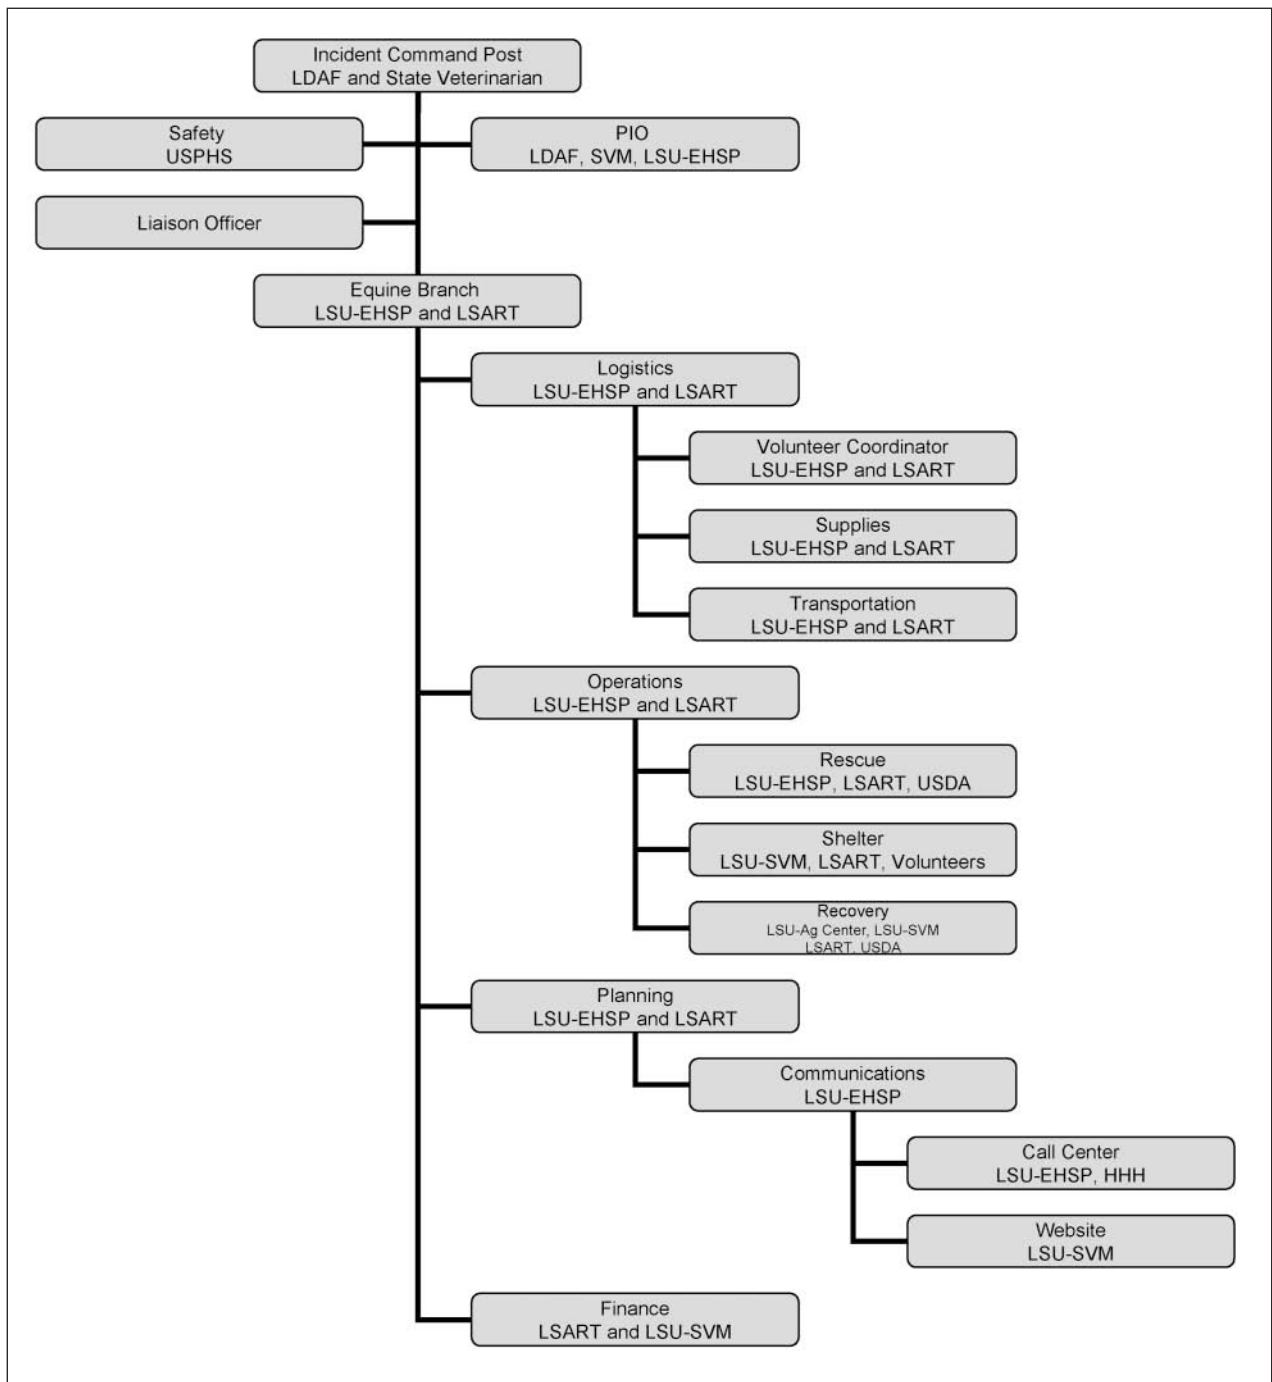 Incident Command Post
LDAF and State Veterinarian
Safety
USPHS
PIO
LDAF, SVM, LSU-EHSP
Liaison Officer
Equine Branch
LSU-EHSP and LSART
Logistics
LSU-EHSP and LSART
Volunteer Coordinator
LSU-EHSP and LSART
Supplies
LSU-EHSP and LSART
Transportation
LSU-EHSP and LSART
Operations
LSU-EHSP and LSART
Rescue
LSU-EHSP, LSART, USDA
Shelter
LSU-SVM, LSART, Volunteers
Recovery
LSU-Ag Center, LSU-SVM
LSART, USDA
Planning
LSU-EHSP and LSART
Communications
LSU-EHSP
Call Center
LSU-EHSP, HHH
Website
LSU-SVM
Finance
LSART and LSU-SVM